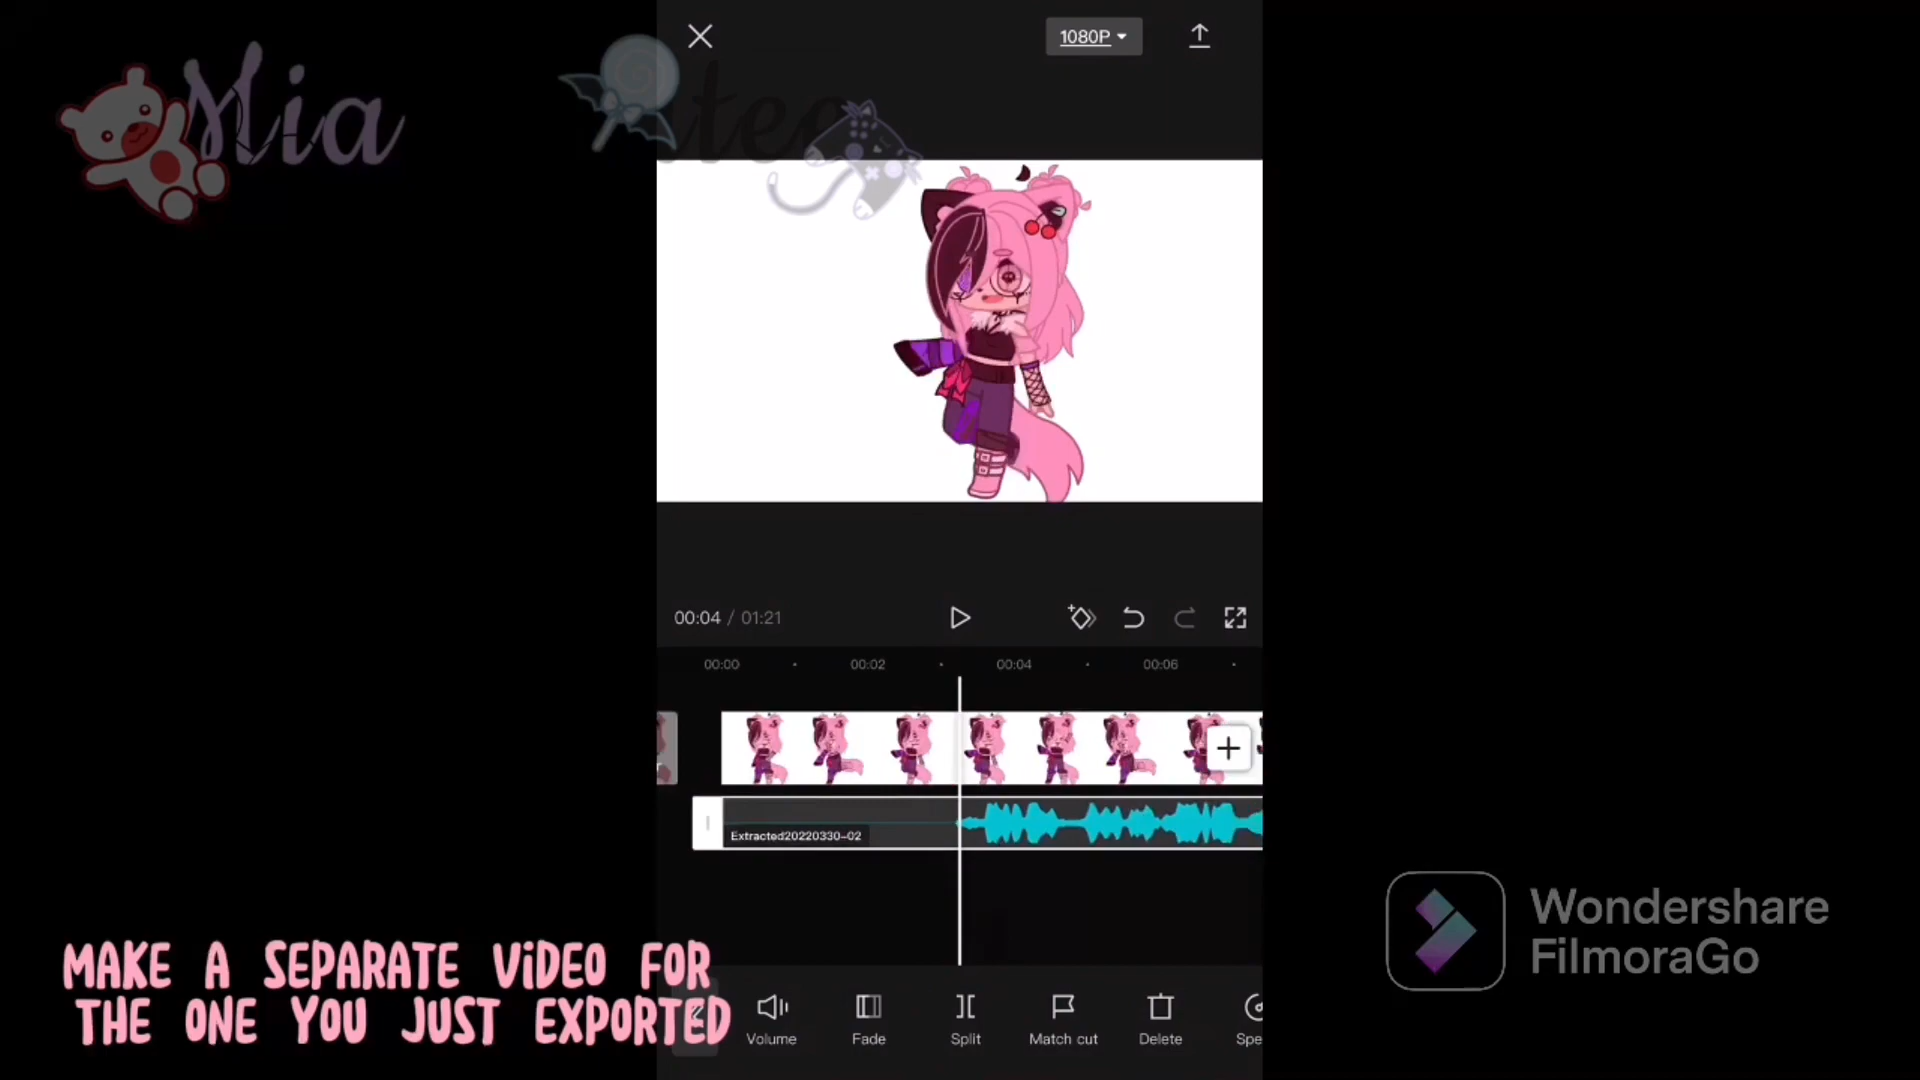 Mia
1080P
00:04 / 01:21
00:00
00:02
00:04
00:06
Extracted20220330-02
Wondershare
FilmoraGo
MAKE A SEPARATE VIDEO FOR
THE ONE YOU JUST EXPORTED
Volume
Fade
Split
Match cut
Delete
Spe